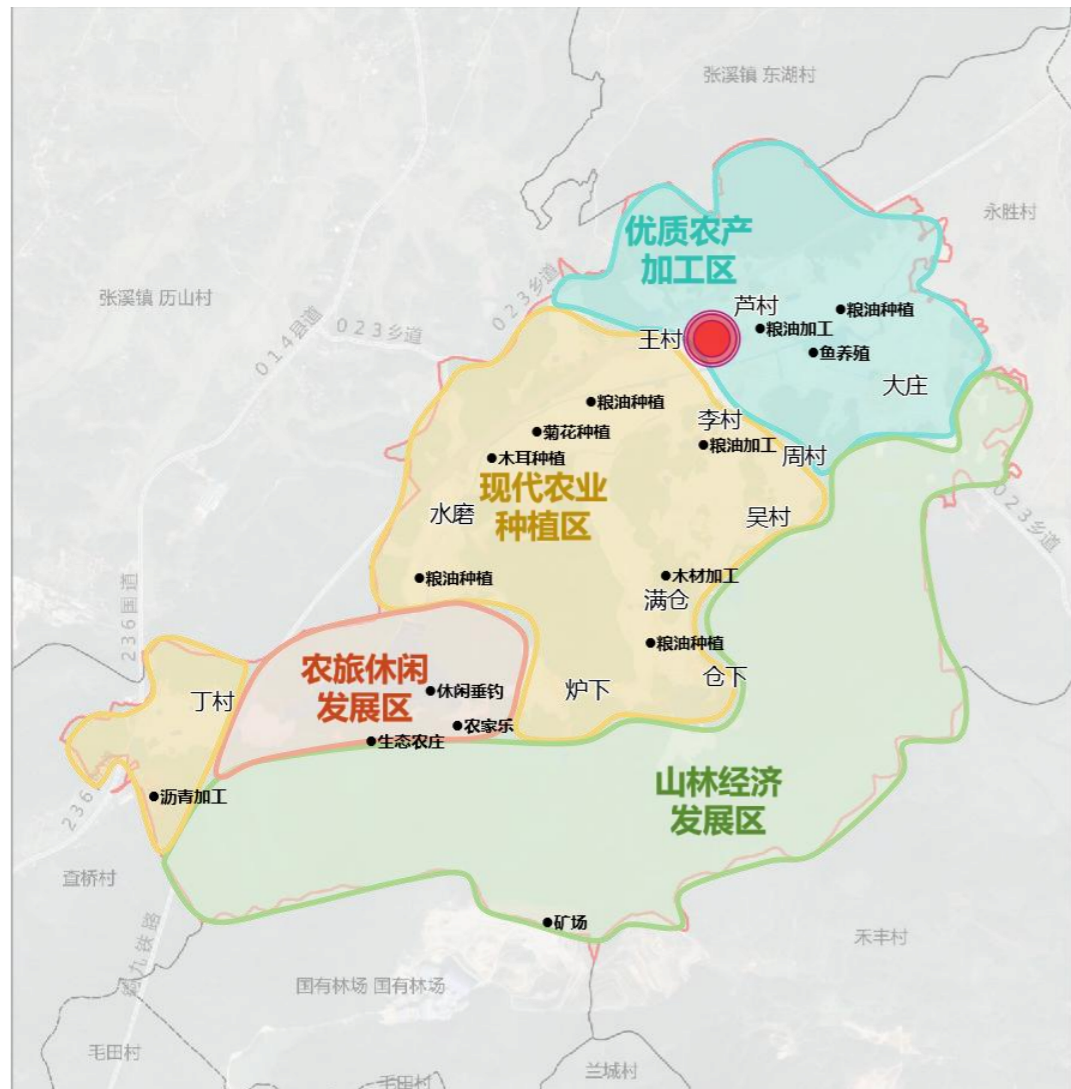 张溪镇 东湖村
永胜村
优质农产
加工区
张溪镇 历山村
023乡道
014县道
023乡道
芦村
粮油种植
粮油加工
王村
鱼养殖
大庄
粮油种植
李村
菊花种植
粮油加工
木耳种植
周村
现代农业
种植区
水磨
吴村
023乡道
粮油种植
木材加工
满仓
236国道
粮油种植
农旅休闲
发展区
仓下
丁村
休闲垂钓
炉下
农家乐
生态农庄
山林经济
发展区
沥青加工
236
查桥村
矿场
禾丰村
九铁路
国有林场 国有林场
毛田村
毛田村
兰城村